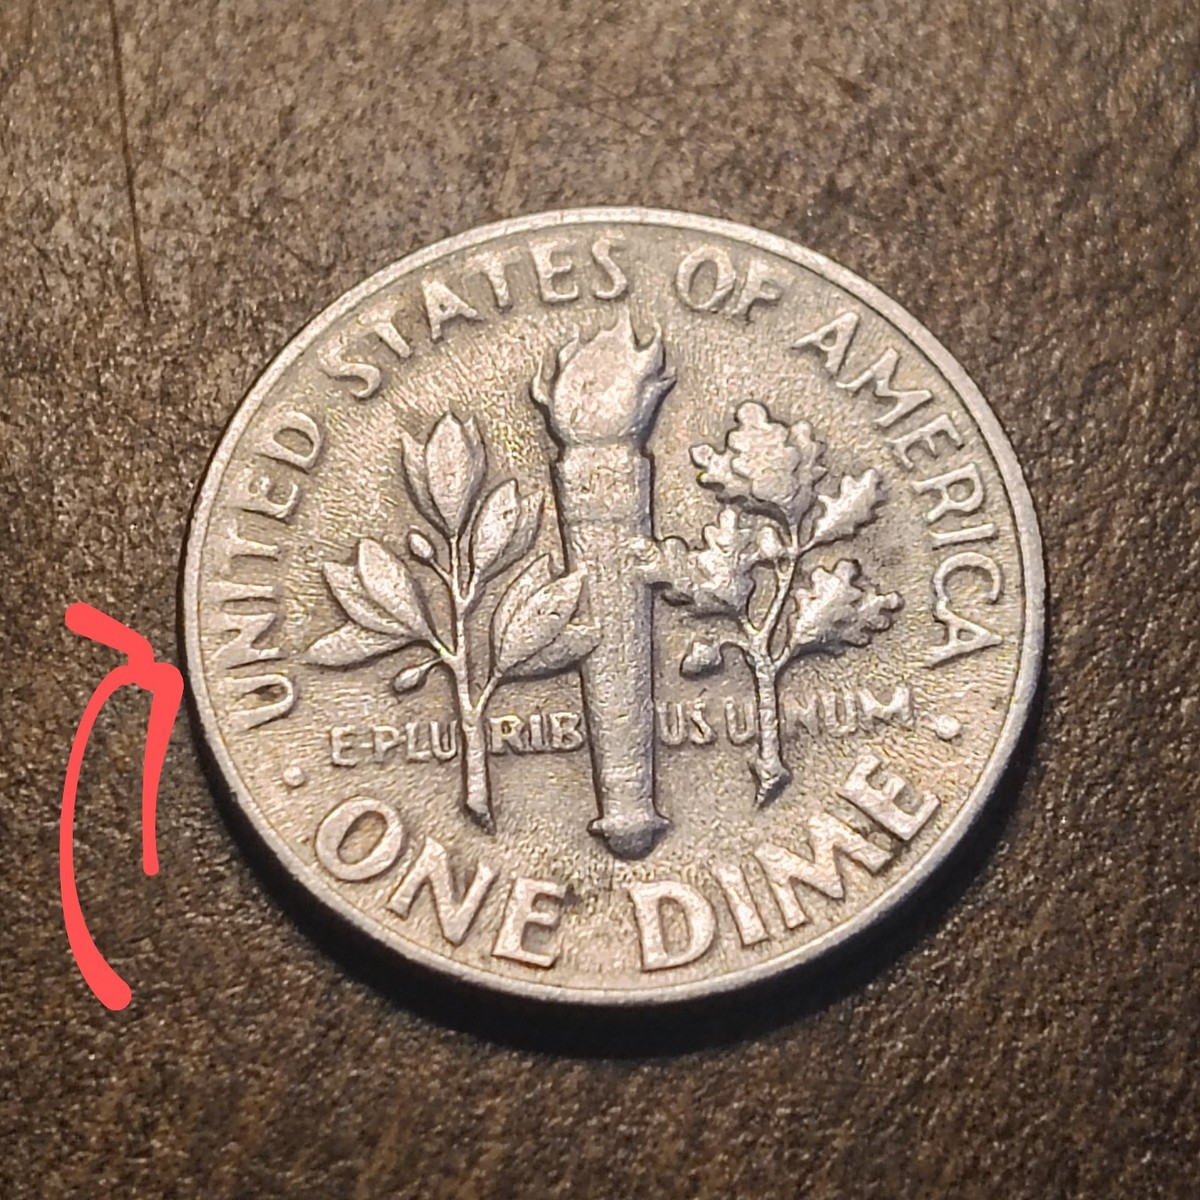 UNITED STATES OF AMERICA
E·PLURIBUS UNUM
· ONE DIME ·